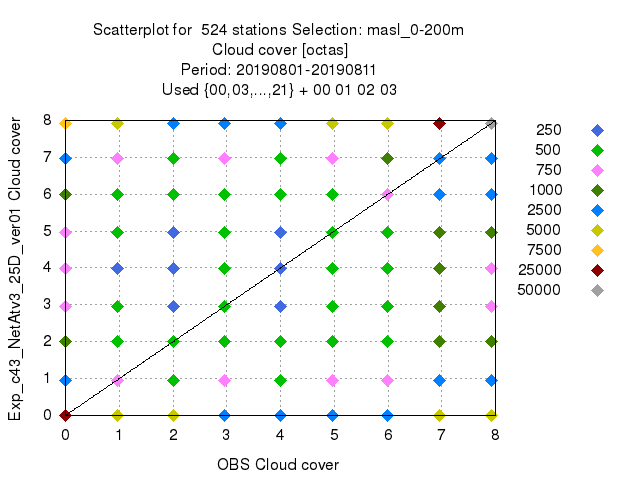 Scatterplot for  524 stations Selection: masl_0-200m
Cloud cover [octas]
Period: 20190801-20190811
Used {00,03,...,21} + 00 01 02 03
Exp_c43_NetAtv3_25D_ver01 Cloud cover
8
7
6
5
4
3
2
1
0
0 1 2 3 4 5 6 7 8
OBS Cloud cover
250
500
750
1000
2500
5000
7500
25000
50000